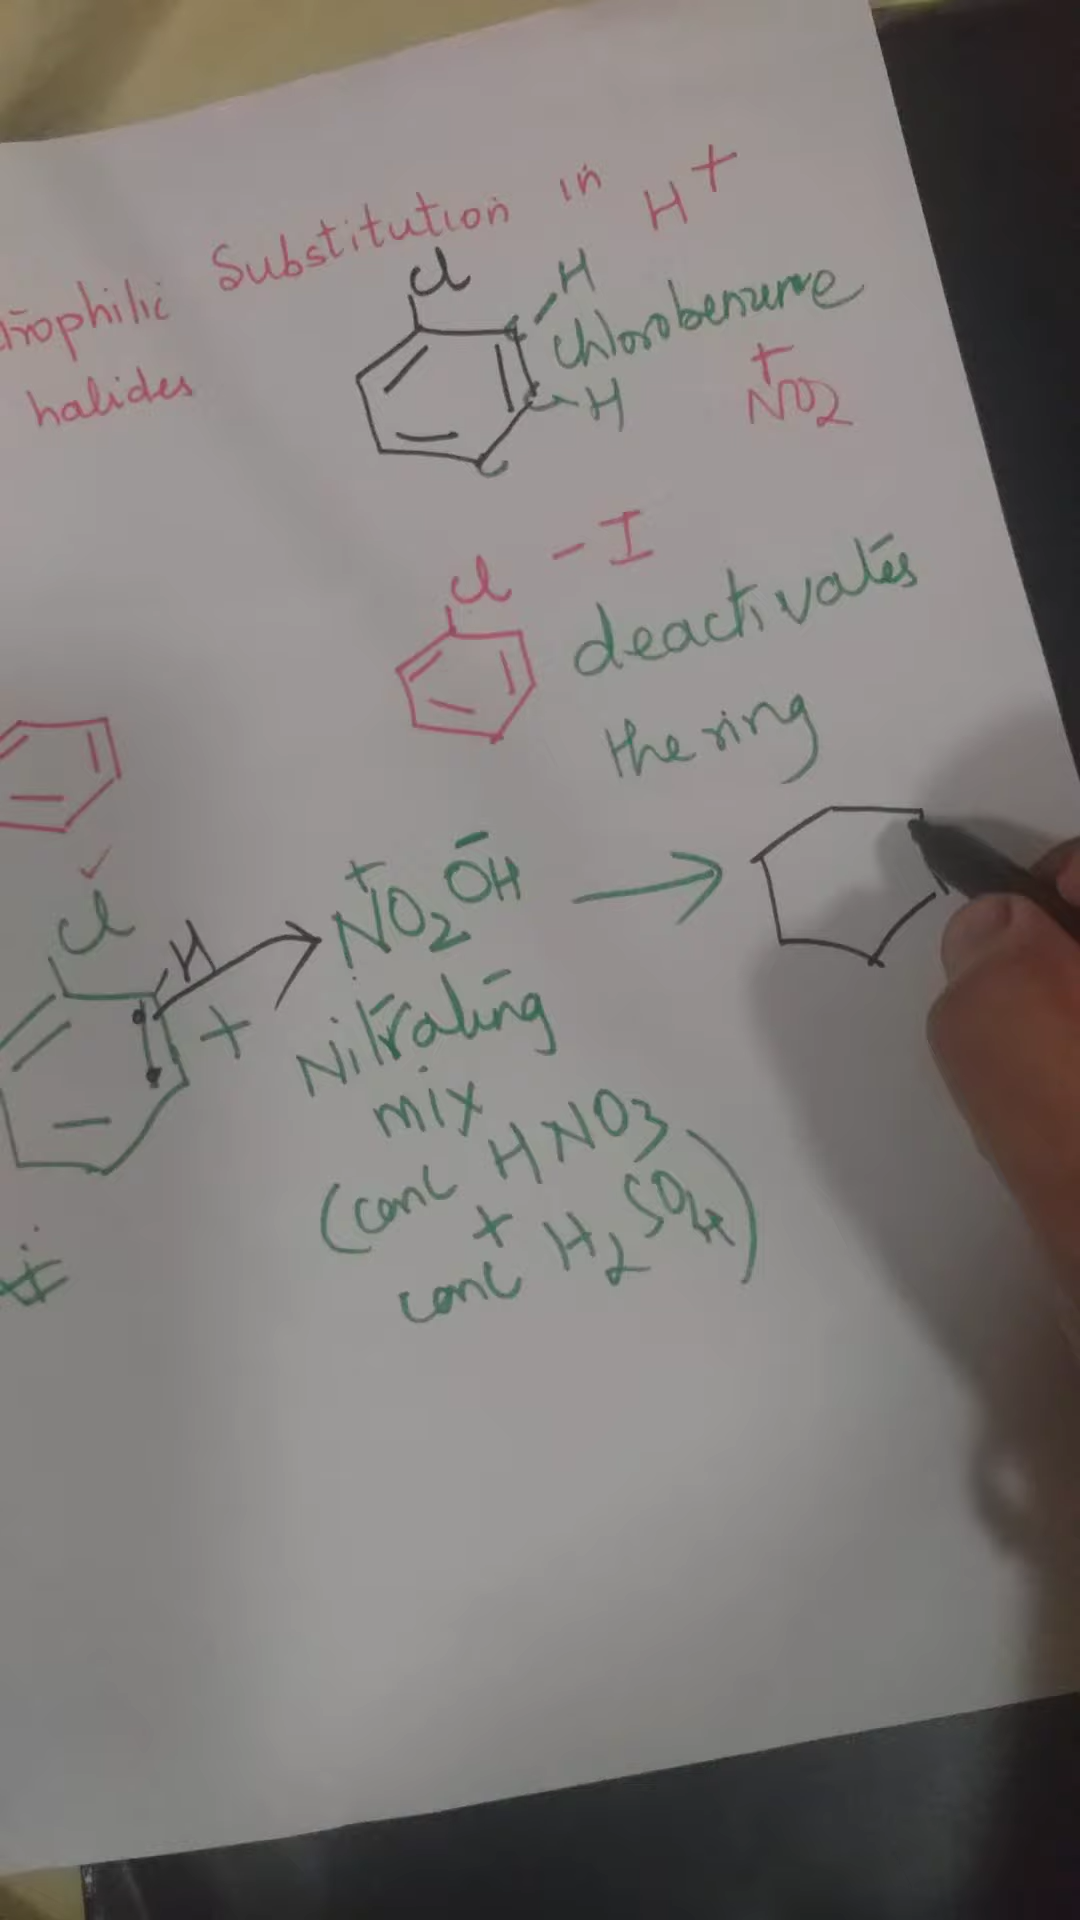 Substitution in H+
trophilic
halides
Cl
H
Chlorobenzene
H
C
+
NO2
Cl - I
deactivates
the ring
Cl
H
+
+
NO2 OH-
Nitrating
mix
(conc HNO3
+
conc H2SO4)